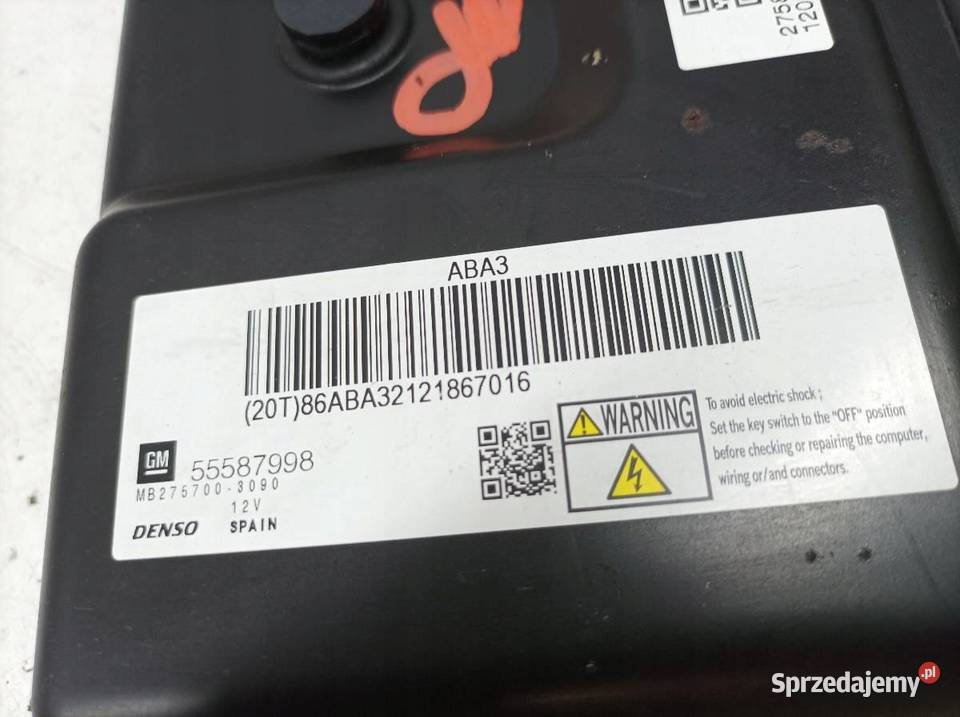 ABA3
(20T)86ABA32121867016
GM 55587998
MB275700-3090
12V
DENSO SPAIN
WARNING
To avoid electric shock ;
Set the key switch to the "OFF" position
before checking or repairing the computer,
wiring or/and connectors.
Sprzedajemy.pl